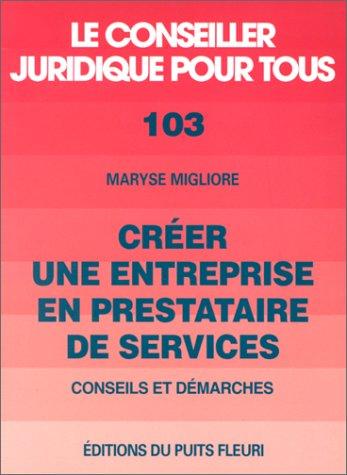 LE CONSEILLER
JURIDIQUE POUR TOUS
103
MARYSE MIGLIORE
CRÉER
UNE ENTREPRISE
EN PRESTATAIRE
DE SERVICES
CONSEILS ET DÉMARCHES
ÉDITIONS DU PUITS FLEURI